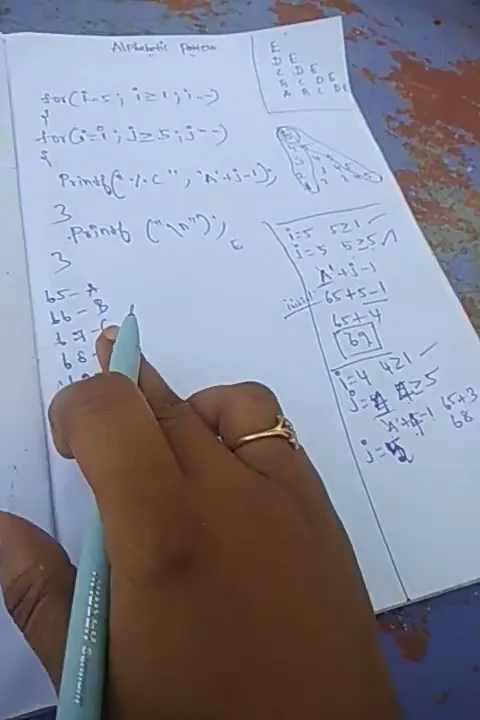 Alphabetic Pattern
E
D E
C D E
B C D E
A B C D E
for(i=5; i≥1; i--)
{
for(j=i; j≥5; j--)
{
Printf("%c", 'A'+j-1);
}
Printf ("\n");
}
E
65 - A
66 - B
67 -
68 -
i=5 5≥1 ✓
j=5 5≥5 ✓
'A'+j-1
65+5-1
65+4
69
i=4 4≥1 ✓
j=4 4≥5
'A'+4-1 65+3
68
j=